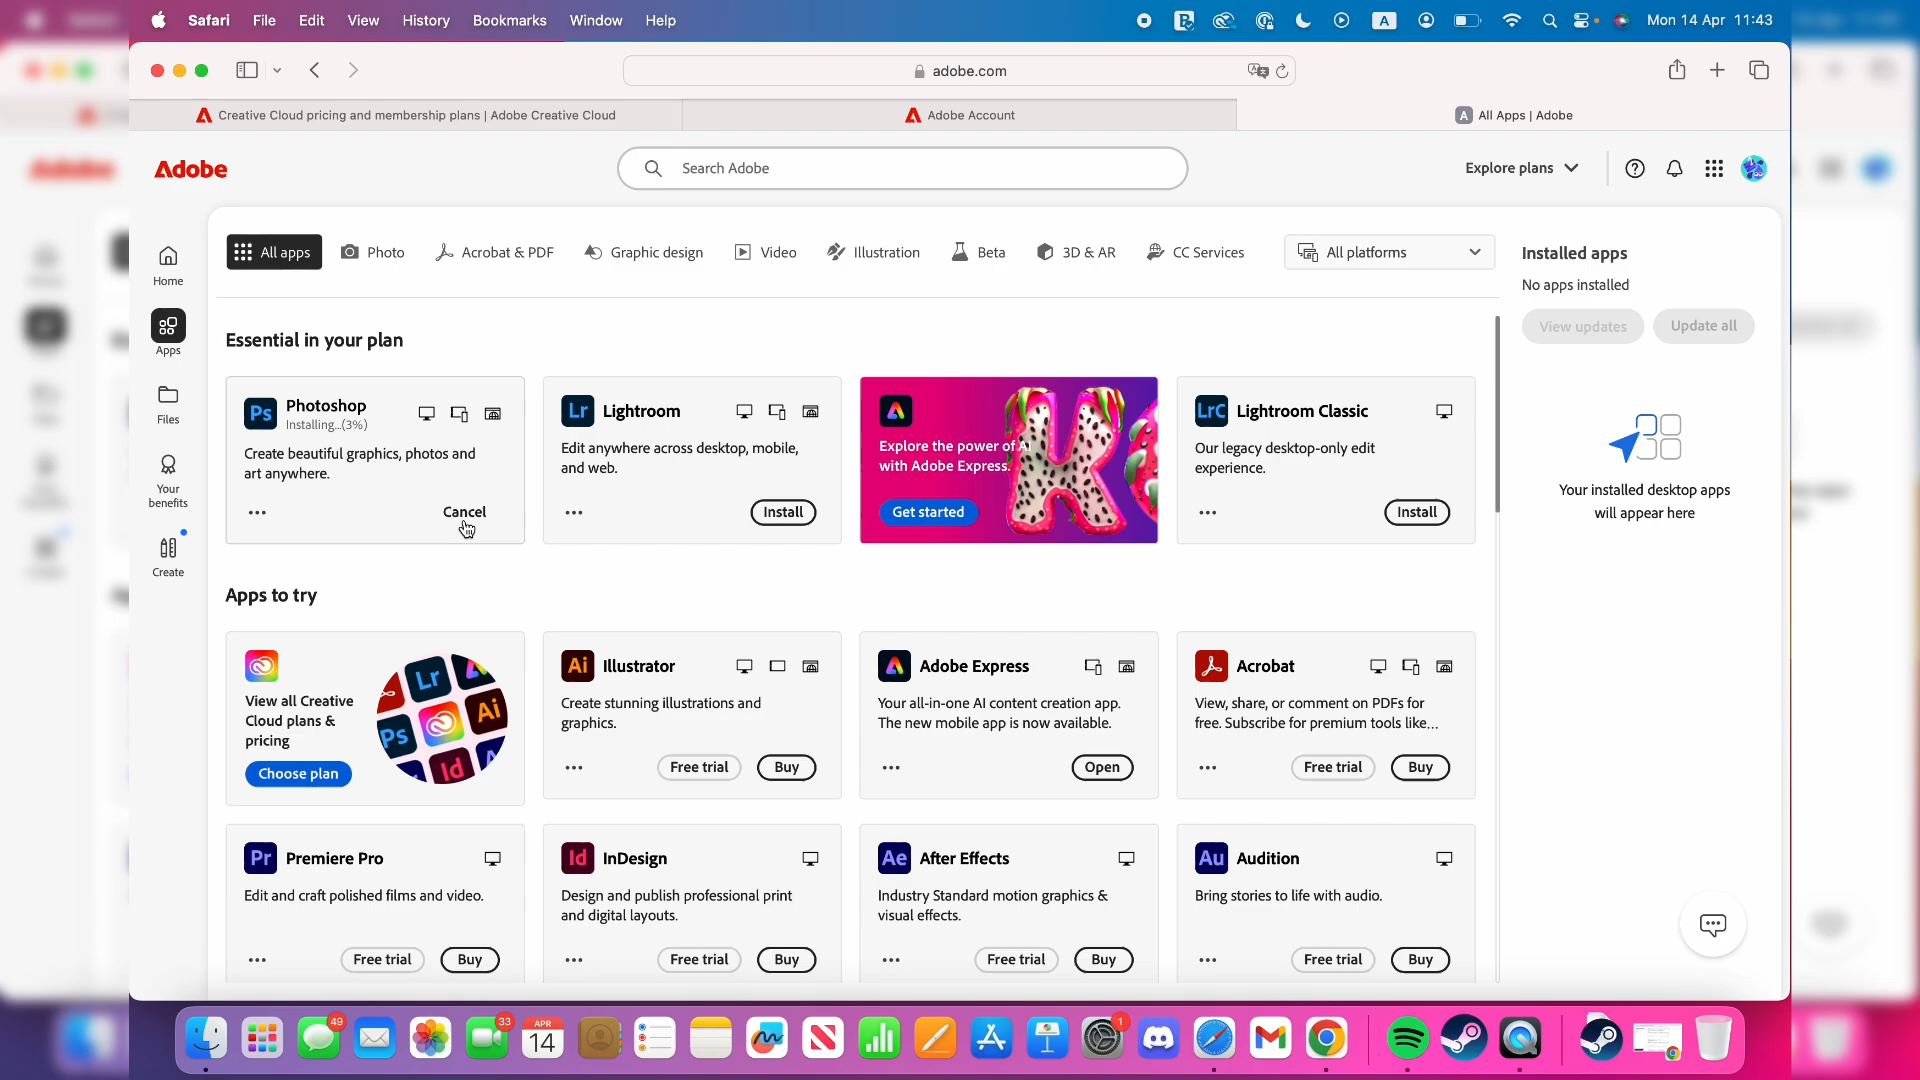 Safari File Edit View History Bookmarks Window Help
A
Mon 14 Apr 11:43
adobe.com
Creative Cloud pricing and membership plans | Adobe Creative Cloud
Adobe Account
A All Apps | Adobe
Adobe
Search Adobe
Explore plans
All apps
Photo
Acrobat & PDF
Graphic design
Video
Illustration
Beta
3D & AR
CC Services
All platforms
Installed apps
No apps installed
View updates
Update all
Your installed desktop apps
will appear here
Home
Apps
Files
Your
benefits
Create
Essential in your plan
Ps
Photoshop
Installing...(3%)
Create beautiful graphics, photos and
art anywhere.
Cancel
Lr Lightroom
Edit anywhere across desktop, mobile,
and web.
Install
Explore the power of AI
with Adobe Express.
Get started
LrC Lightroom Classic
Our legacy desktop-only edit
experience.
Install
Apps to try
View all Creative
Cloud plans &
pricing
Choose plan
Lr
Ai
Ps
Id
Ai Illustrator
Create stunning illustrations and
graphics.
Free trial
Buy
Adobe Express
Your all-in-one AI content creation app.
The new mobile app is now available.
Open
Acrobat
View, share, or comment on PDFs for
free. Subscribe for premium tools like...
Free trial
Buy
Pr Premiere Pro
Edit and craft polished films and video.
Free trial
Buy
Id InDesign
Design and publish professional print
and digital layouts.
Free trial
Buy
Ae After Effects
Industry Standard motion graphics &
visual effects.
Free trial
Buy
Au Audition
Bring stories to life with audio.
Free trial
Buy
49
33
APR
14
1